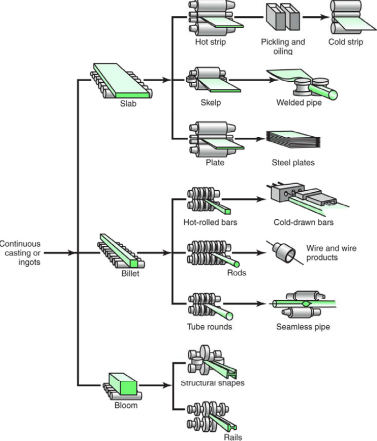 Hot strip
Pickling and
oiling
Cold strip
Slab
Skelp
Welded pipe
Plate
Steel plates
Continuous
casting or
ingots
Hot-rolled bars
Cold-drawn bars
Billet
Rods
Wire and wire
products
Tube rounds
Seamless pipe
Structural shapes
Bloom
Rails